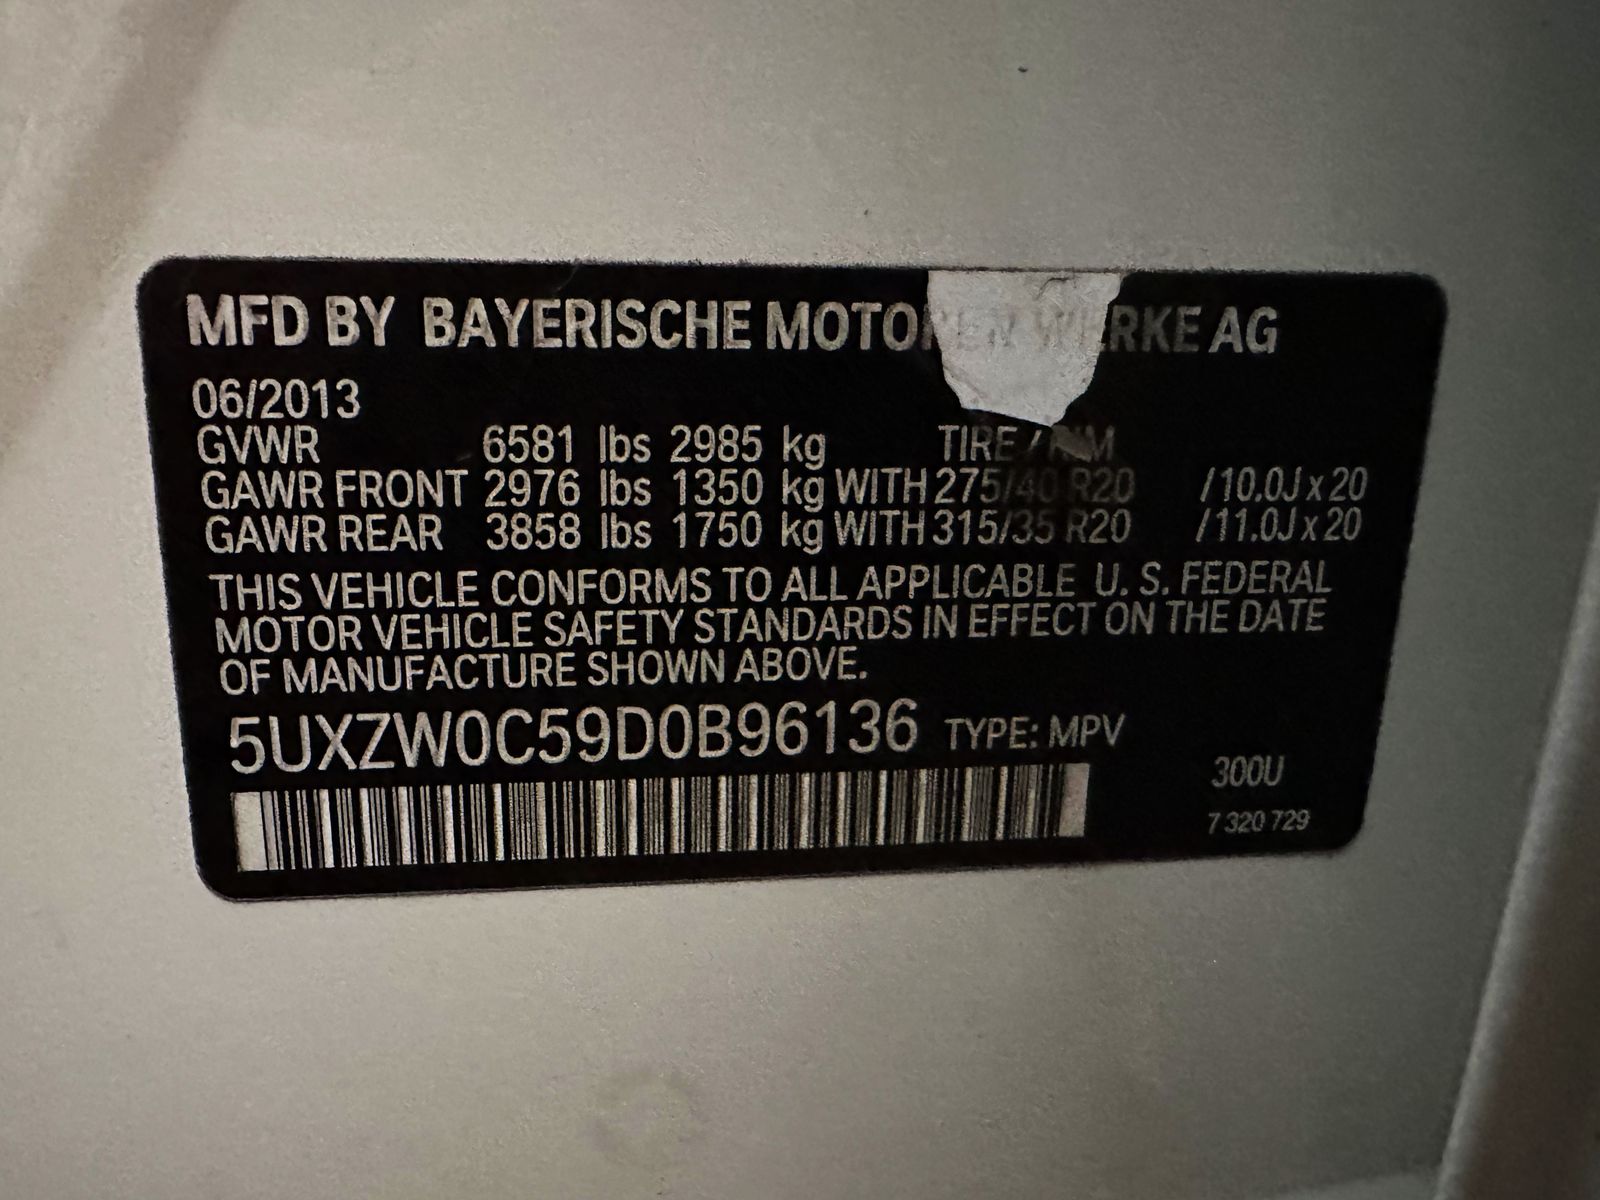 MFD BY BAYERISCHE MOTOREN WERKE AG
06/2013
GVWR 6581 lbs 2985 kg TIRE / RIM
GAWR FRONT 2976 lbs 1350 kg WITH 275/40 R20 /10.0J x 20
GAWR REAR 3858 lbs 1750 kg WITH 315/35 R20 /11.0J x 20
THIS VEHICLE CONFORMS TO ALL APPLICABLE U. S. FEDERAL
MOTOR VEHICLE SAFETY STANDARDS IN EFFECT ON THE DATE
OF MANUFACTURE SHOWN ABOVE.
5UXZW0C59D0B96136 TYPE: MPV
300U
7 320 729